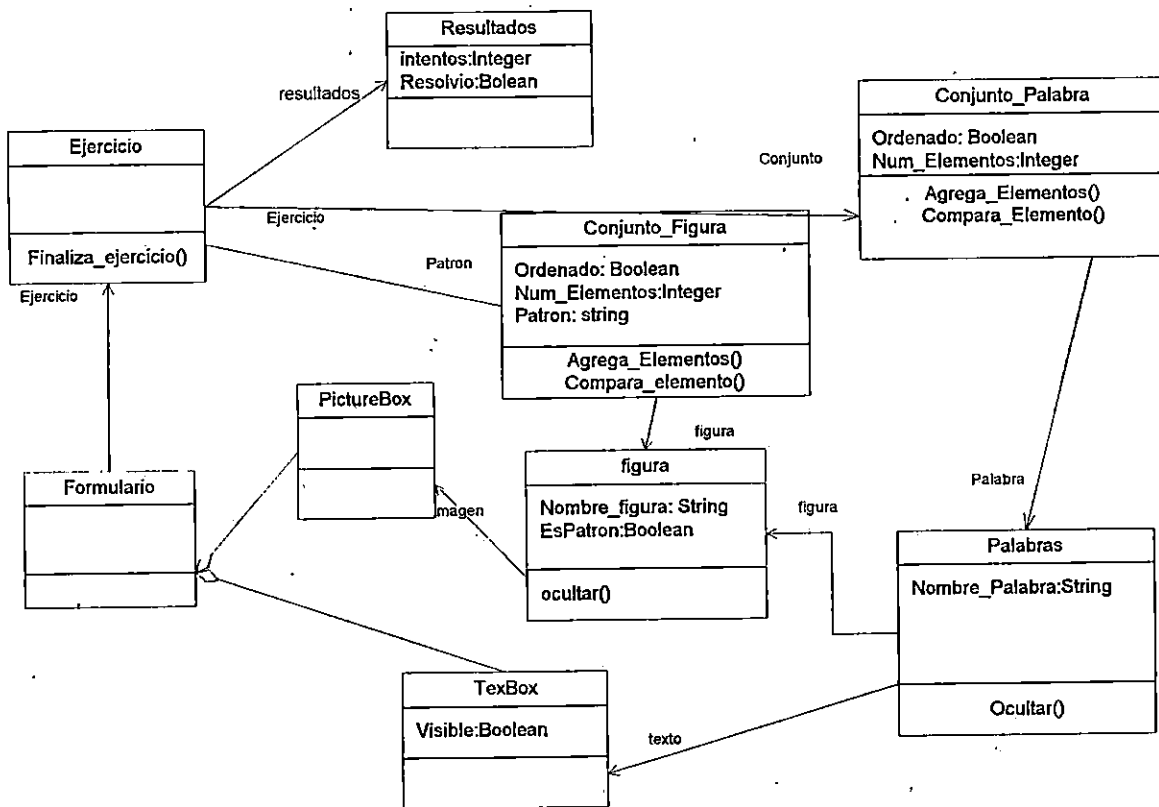 Resultados
intentos:Integer
Resolvio:Bolean
resultados
Conjunto_Palabra
Ordenado: Boolean
Num_Elementos:Integer
Agrega_Elementos()
Compara_Elemento()
Ejercicio
Finaliza_ejercicio()
Conjunto
Ejercicio
Conjunto_Figura
Ordenado: Boolean
Num_Elementos:Integer
Patron: string
Agrega_Elementos()
Compara_elemento()
Patron
Ejercicio
PictureBox
figura
figura
Nombre_figura: String
EsPatron:Boolean
ocultar()
Formulario
magen
figura
Palabra
Palabras
Nombre_Palabra:String
Ocultar()
TexBox
Visible:Boolean
texto